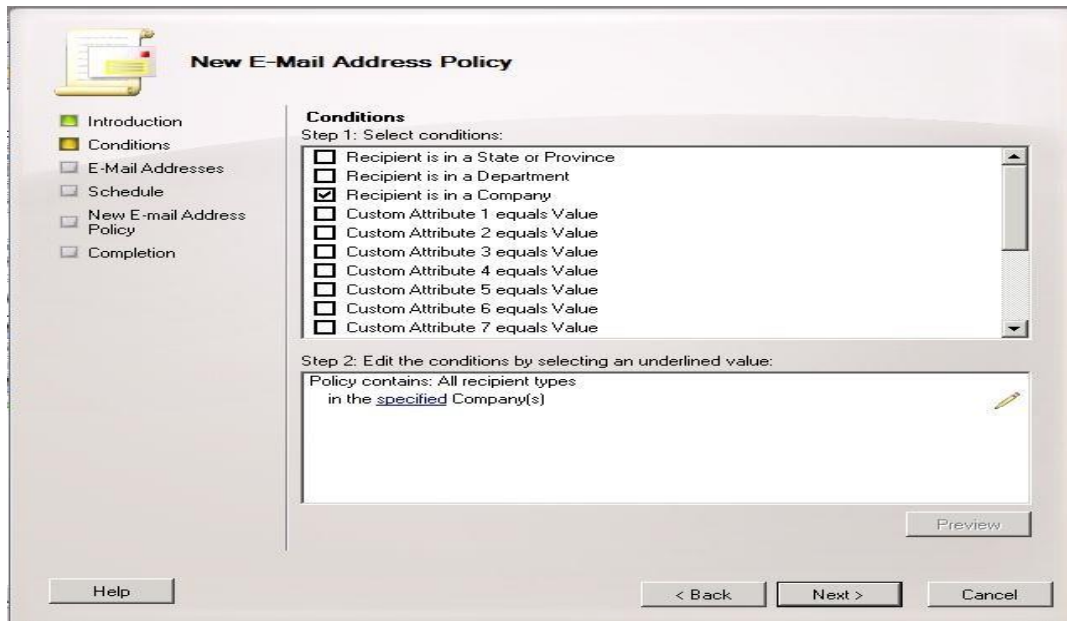 New E-Mail Address Policy
Introduction
Conditions
E-Mail Addresses
Schedule
New E-mail Address
Policy
Completion
Conditions
Step 1: Select conditions:
Recipient is in a State or Province
Recipient is in a Department
Recipient is in a Company
Custom Attribute 1 equals Value
Custom Attribute 2 equals Value
Custom Attribute 3 equals Value
Custom Attribute 4 equals Value
Custom Attribute 5 equals Value
Custom Attribute 6 equals Value
Custom Attribute 7 equals Value
Step 2: Edit the conditions by selecting an underlined value:
Policy contains: All recipient types
in the specified Company(s)
Preview
Help
< Back
Next >
Cancel